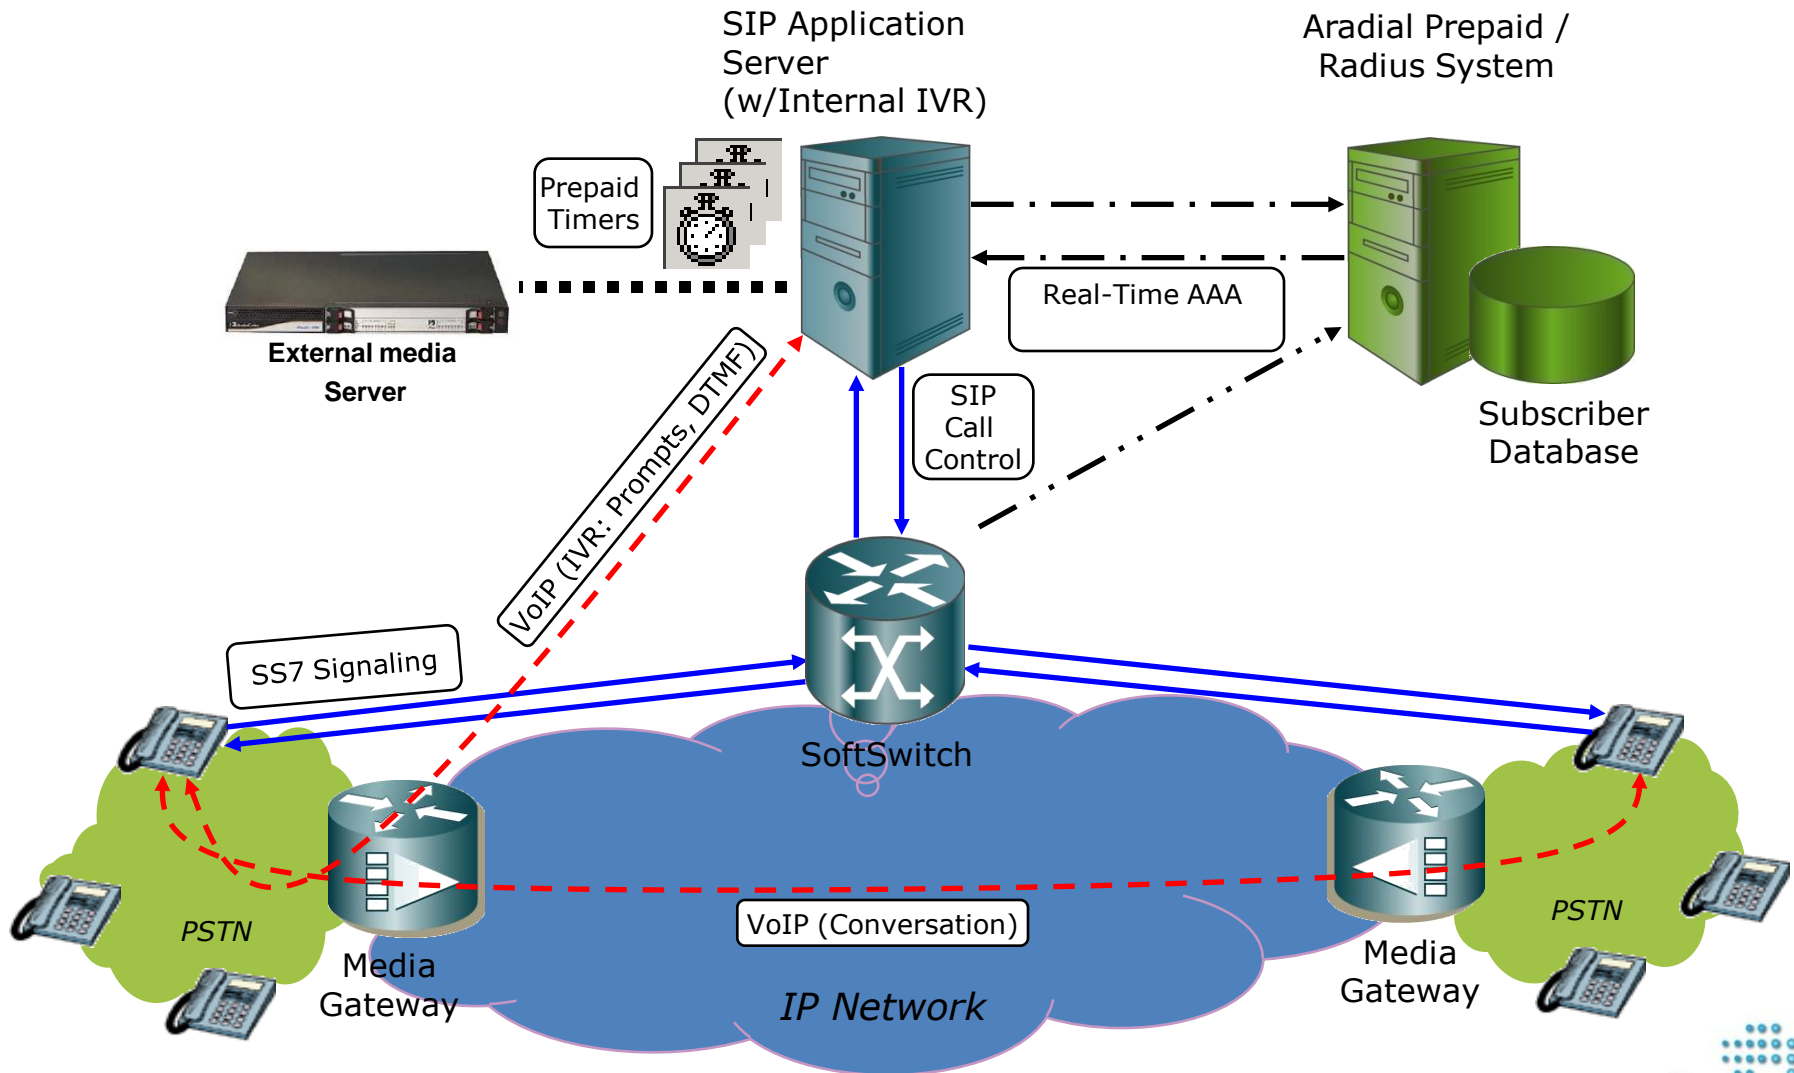 SIP Application
Server
(w/Internal IVR)
Aradial Prepaid /
Radius System
Prepaid
Timers
Real-Time AAA
External media
Server
VoIP (IVR: Prompts, DTMF)
SIP
Call
Control
Subscriber
Database
SS7 Signaling
SoftSwitch
PSTN
PSTN
VoIP (Conversation)
Media
Gateway
Media
Gateway
IP Network